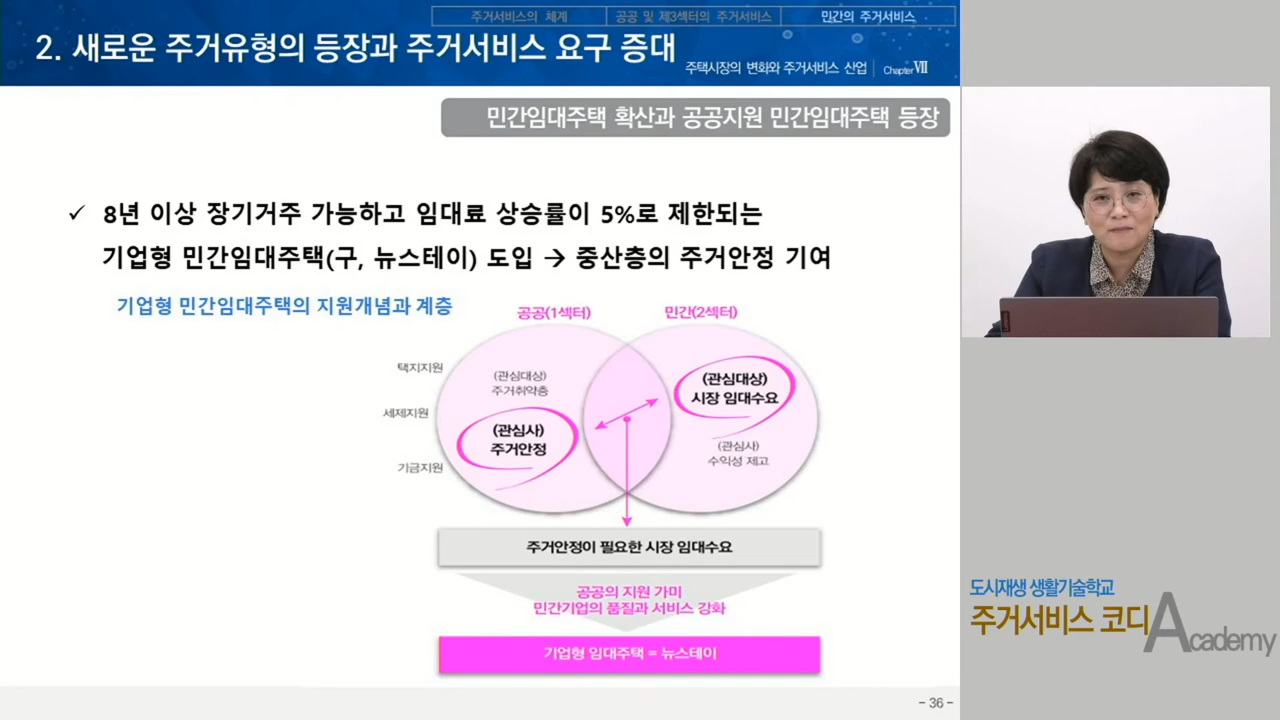 주거서비스의 체계
공공 및 제3섹터의 주거서비스
민간의 주거서비스
2. 새로운 주거유형의 등장과 주거서비스 요구 증대
주택시장의 변화와 주거서비스 산업
Chapter Ⅶ
민간임대주택 확산과 공공지원 민간임대주택 등장
✓ 8년 이상 장기거주 가능하고 임대료 상승률이 5%로 제한되는
기업형 민간임대주택(구, 뉴스테이) 도입 → 중산층의 주거안정 기여
기업형 민간임대주택의 지원개념과 계층
공공(1섹터)
민간(2섹터)
택지지원
세제지원
기금지원
(관심대상)
주거취약층
(관심사)
주거안정
(관심대상)
시장 임대수요
(관심사)
수익성 제고
주거안정이 필요한 시장 임대수요
공공의 지원 가미
민간기업의 품질과 서비스 강화
기업형 임대주택 = 뉴스테이
- 36 -
도시재생 생활기술학교
주거서비스 코디
Academy